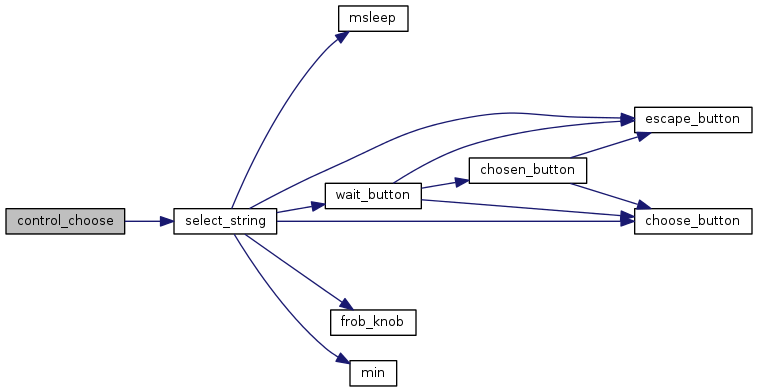 msleep
escape_button
chosen_button
wait_button
control_choose
select_string
choose_button
frob_knob
min